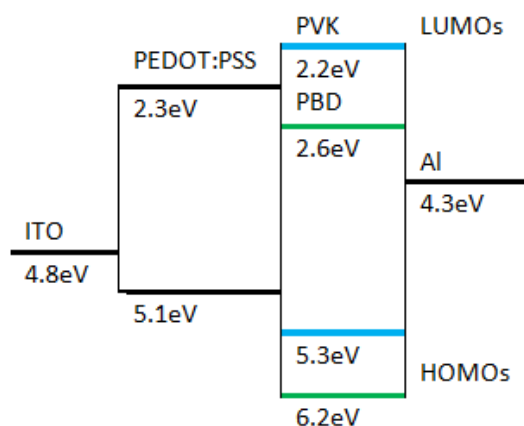 PVK
LUMOs
PEDOT:PSS
2.2eV
2.3eV
PBD
2.6eV
Al
4.3eV
ITO
4.8eV
5.1eV
5.3eV
HOMOs
6.2eV